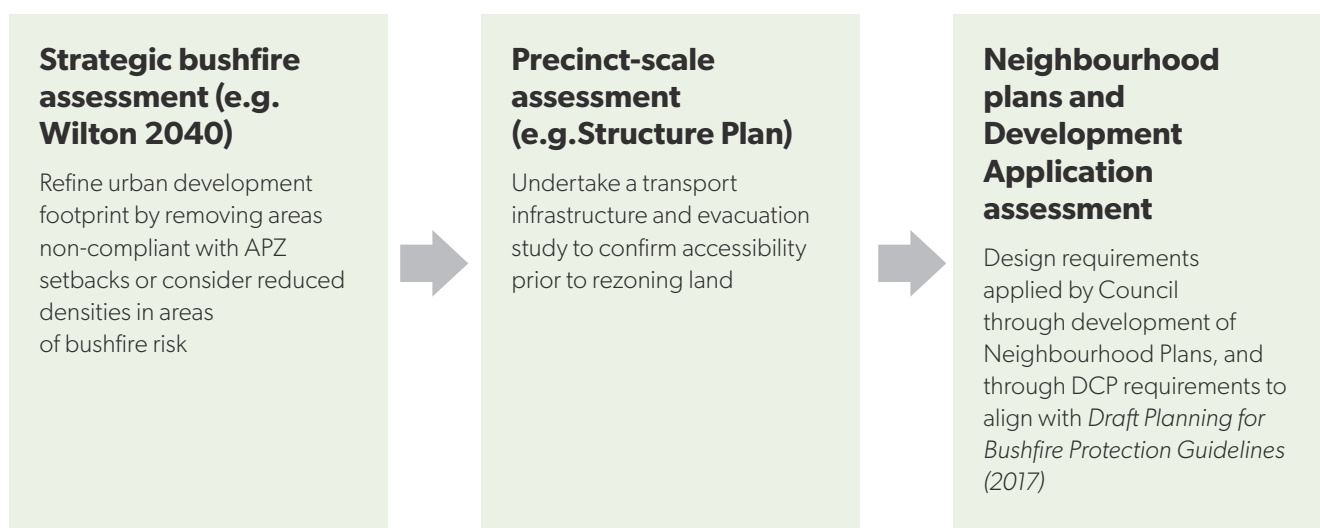 Strategic bushfire
assessment (e.g.
Wilton 2040)
Refine urban development
footprint by removing areas
non-compliant with APZ
setbacks or consider reduced
densities in areas
of bushfire risk
Precinct-scale
assessment
(e.g.Structure Plan)
Undertake a transport
infrastructure and evacuation
study to confirm accessibility
prior to rezoning land
Neighbourhood
plans and
Development
Application
assessment
Design requirements
applied by Council
through development of
Neighbourhood Plans, and
through DCP requirements to
align with Draft Planning for
Bushfire Protection Guidelines
(2017)